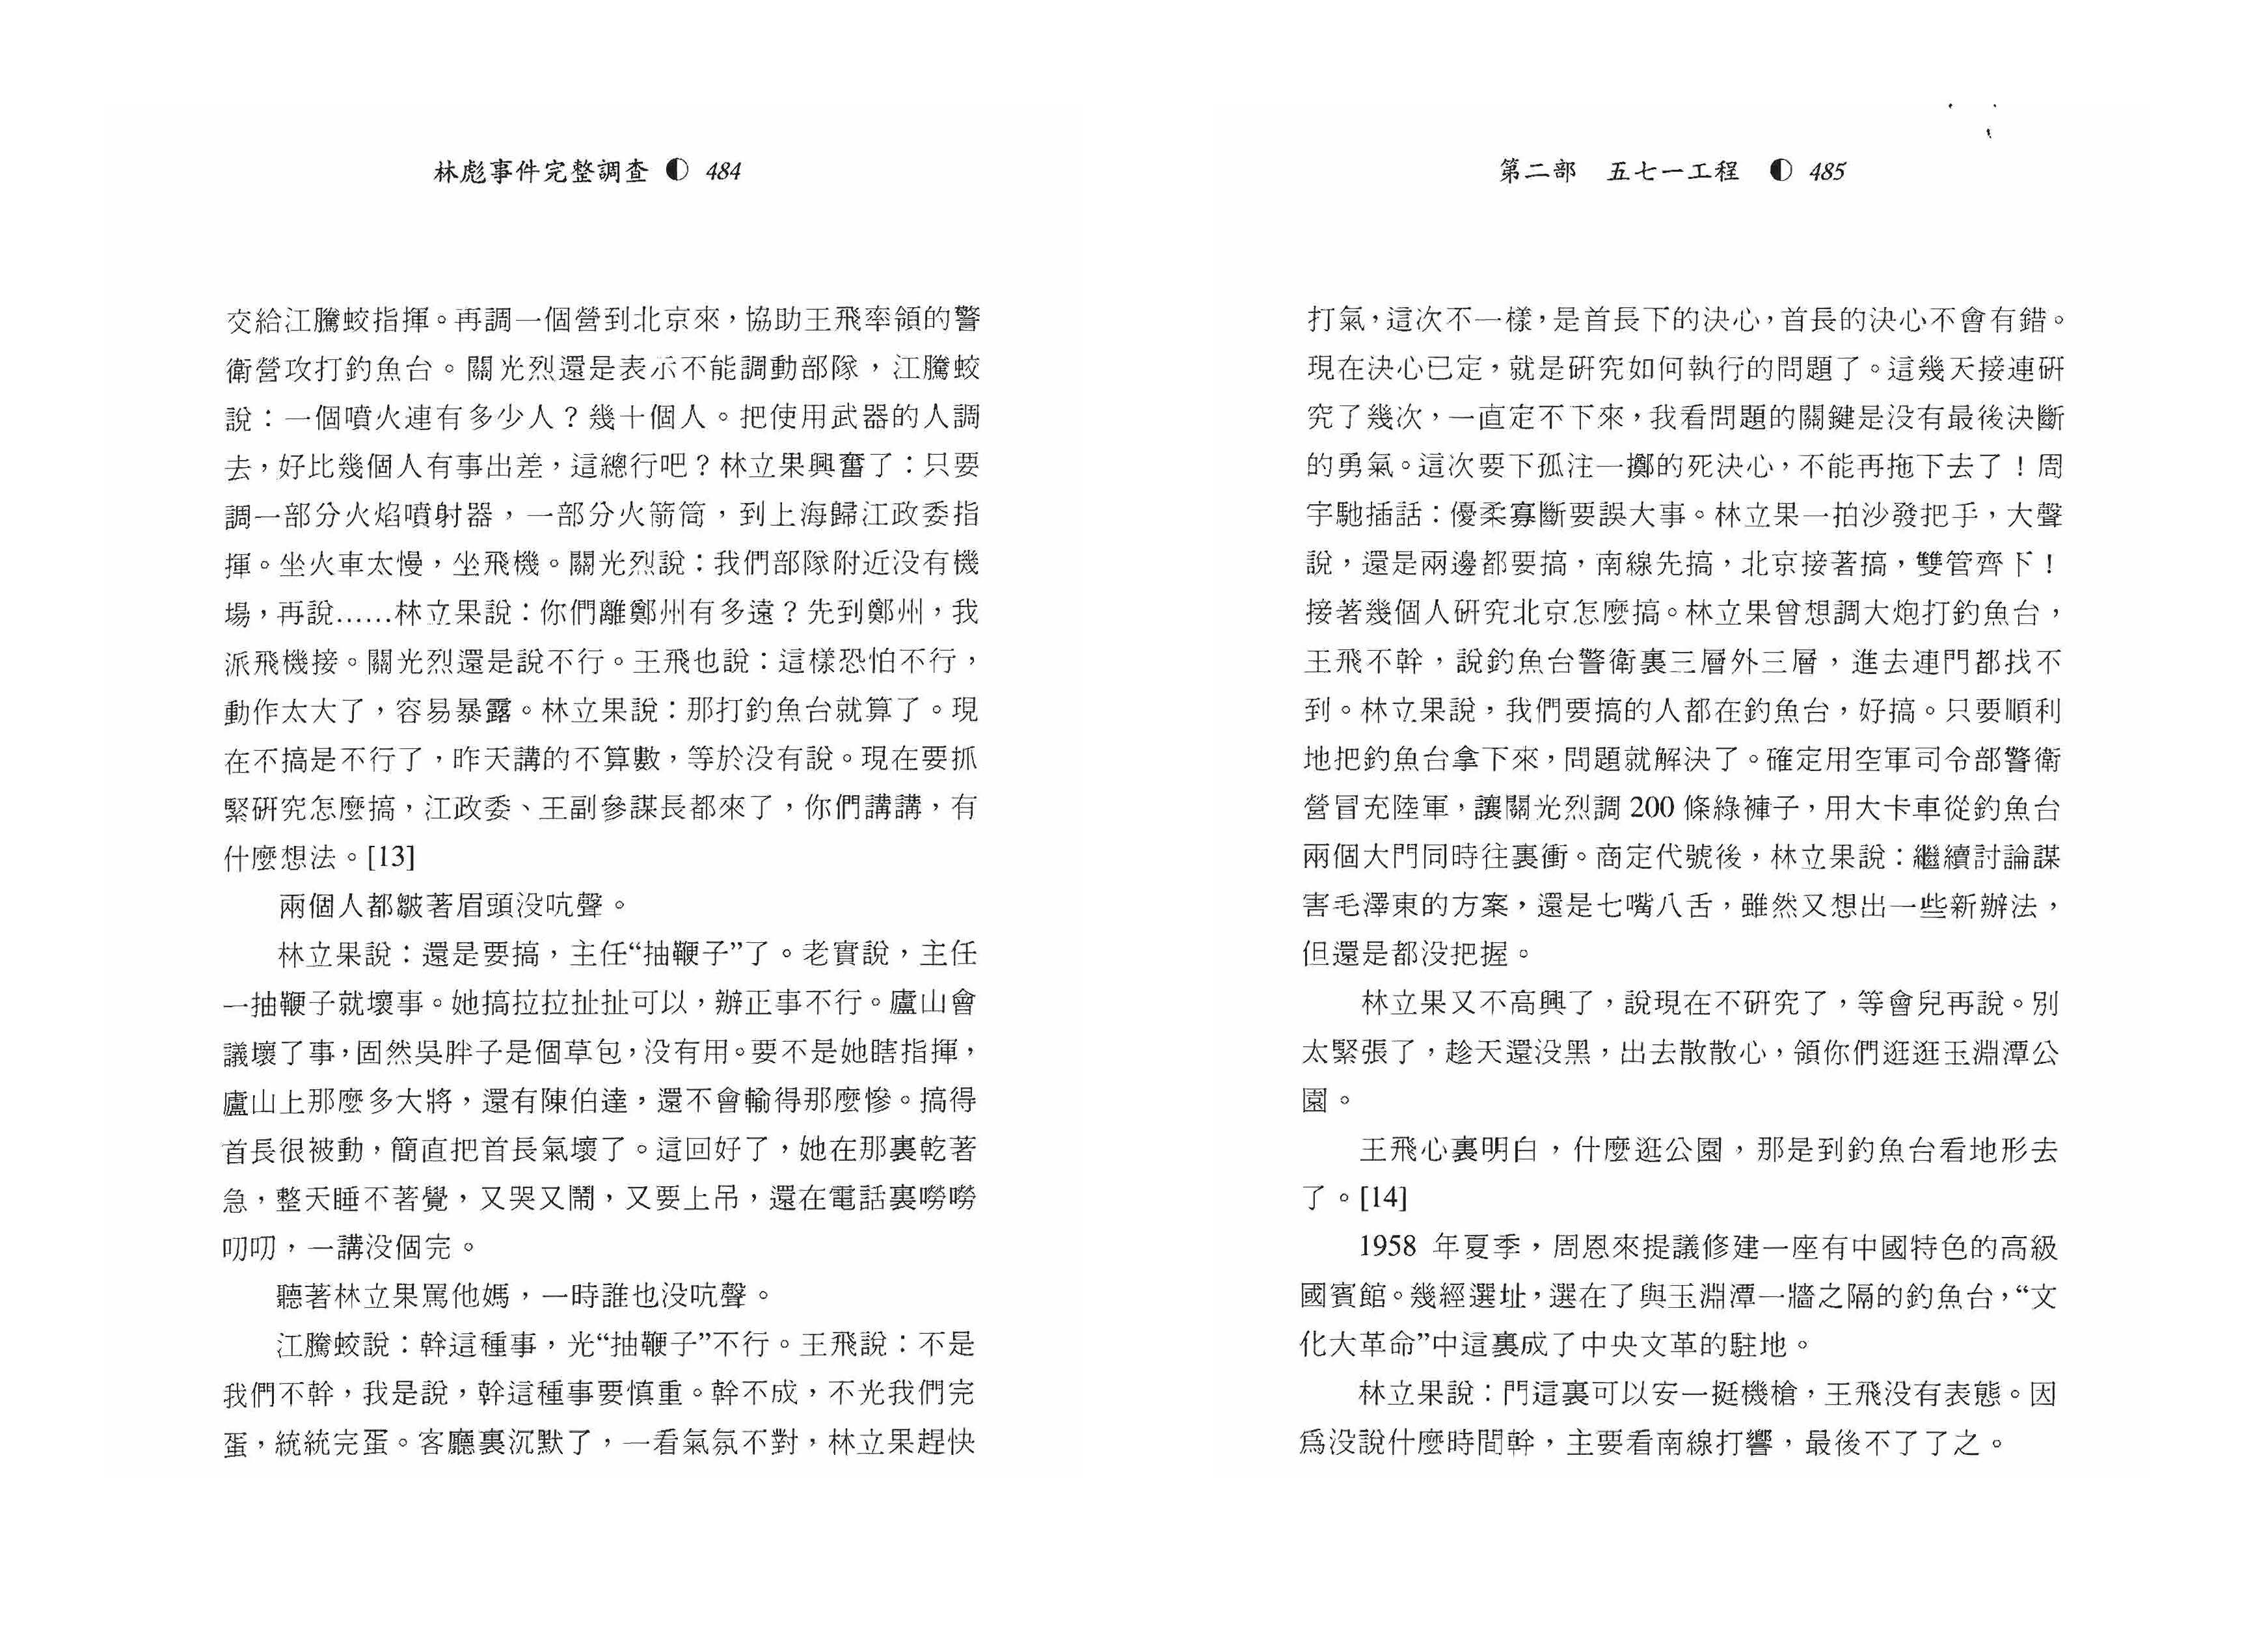 林彪事件完整調查 ◐ 484
交給江騰蛟指揮。再調一個營到北京來，協助王飛率領的警
衛營攻打釣魚台。關光烈還是表示不能調動部隊，江騰蛟
說：一個噴火連有多少人？幾十個人。把使用武器的人調
去，好比幾個人有事出差，這總行吧？林立果興奮了：只要
調一部分火焰噴射器，一部分火箭筒，到上海歸江政委指
揮。坐火車太慢，坐飛機。關光烈說：我們部隊附近没有機
場，再說……林立果說：你們離鄭州有多遠？先到鄭州，我
派飛機接。關光烈還是說不行。王飛也說：這樣恐怕不行，
動作太大了，容易暴露。林立果說：那打釣魚台就算了。現
在不搞是不行了，昨天講的不算數，等於没有說。現在要抓
緊研究怎麼搞，江政委、王副參謀長都來了，你們講講，有
什麼想法。[13]
兩個人都皺著眉頭没吭聲。
林立果說：還是要搞，主任“抽鞭子”了。老實說，主任
一抽鞭子就壞事。她搞拉拉扯扯可以，辦正事不行。廬山會
議壞了事，固然吳胖子是個草包，没有用。要不是她瞎指揮，
廬山上那麼多大將，還有陳伯達，還不會輸得那麼慘。搞得
首長很被動，簡直把首長氣壞了。這回好了，她在那裏乾著
急，整天睡不著覺，又哭又鬧，又要上吊，還在電話裏嘮嘮
叨叨，一講没個完。
聽著林立果罵他媽，一時誰也没吭聲。
江騰蛟說：幹這種事，光“抽鞭子”不行。王飛說：不是
我們不幹，我是說，幹這種事要慎重。幹不成，不光我們完
蛋，統統完蛋。客廳裏沉默了，一看氣氛不對，林立果趕快
第二部　五七一工程 ◐ 485
打氣，這次不一樣，是首長下的決心，首長的決心不會有錯。
現在決心已定，就是研究如何執行的問題了。這幾天接連研
究了幾次，一直定不下來，我看問題的關鍵是没有最後決斷
的勇氣。這次要下孤注一擲的死決心，不能再拖下去了！周
宇馳插話：優柔寡斷要誤大事。林立果一拍沙發把手，大聲
說，還是兩邊都要搞，南線先搞，北京接著搞，雙管齊下！
接著幾個人研究北京怎麼搞。林立果曾想調大炮打釣魚台，
王飛不幹，說釣魚台警衛裏三層外三層，進去連門都找不
到。林立果說，我們要搞的人都在釣魚台，好搞。只要順利
地把釣魚台拿下來，問題就解決了。確定用空軍司令部警衛
營冒充陸軍，讓關光烈調 200 條綠褲子，用大卡車從釣魚台
兩個大門同時往裏衝。商定代號後，林立果說：繼續討論謀
害毛澤東的方案，還是七嘴八舌，雖然又想出一些新辦法，
但還是都没把握。
林立果又不高興了，說現在不研究了，等會兒再說。別
太緊張了，趁天還没黑，出去散散心，領你們逛逛玉淵潭公
園。
王飛心裏明白，什麼逛公園，那是到釣魚台看地形去
了。[14]
1958 年夏季，周恩來提議修建一座有中國特色的高級
國賓館。幾經選址，選在了與玉淵潭一牆之隔的釣魚台，“文
化大革命”中這裏成了中央文革的駐地。
林立果說：門這裏可以安一挺機槍，王飛没有表態。因
爲没說什麼時間幹，主要看南線打響，最後不了了之。